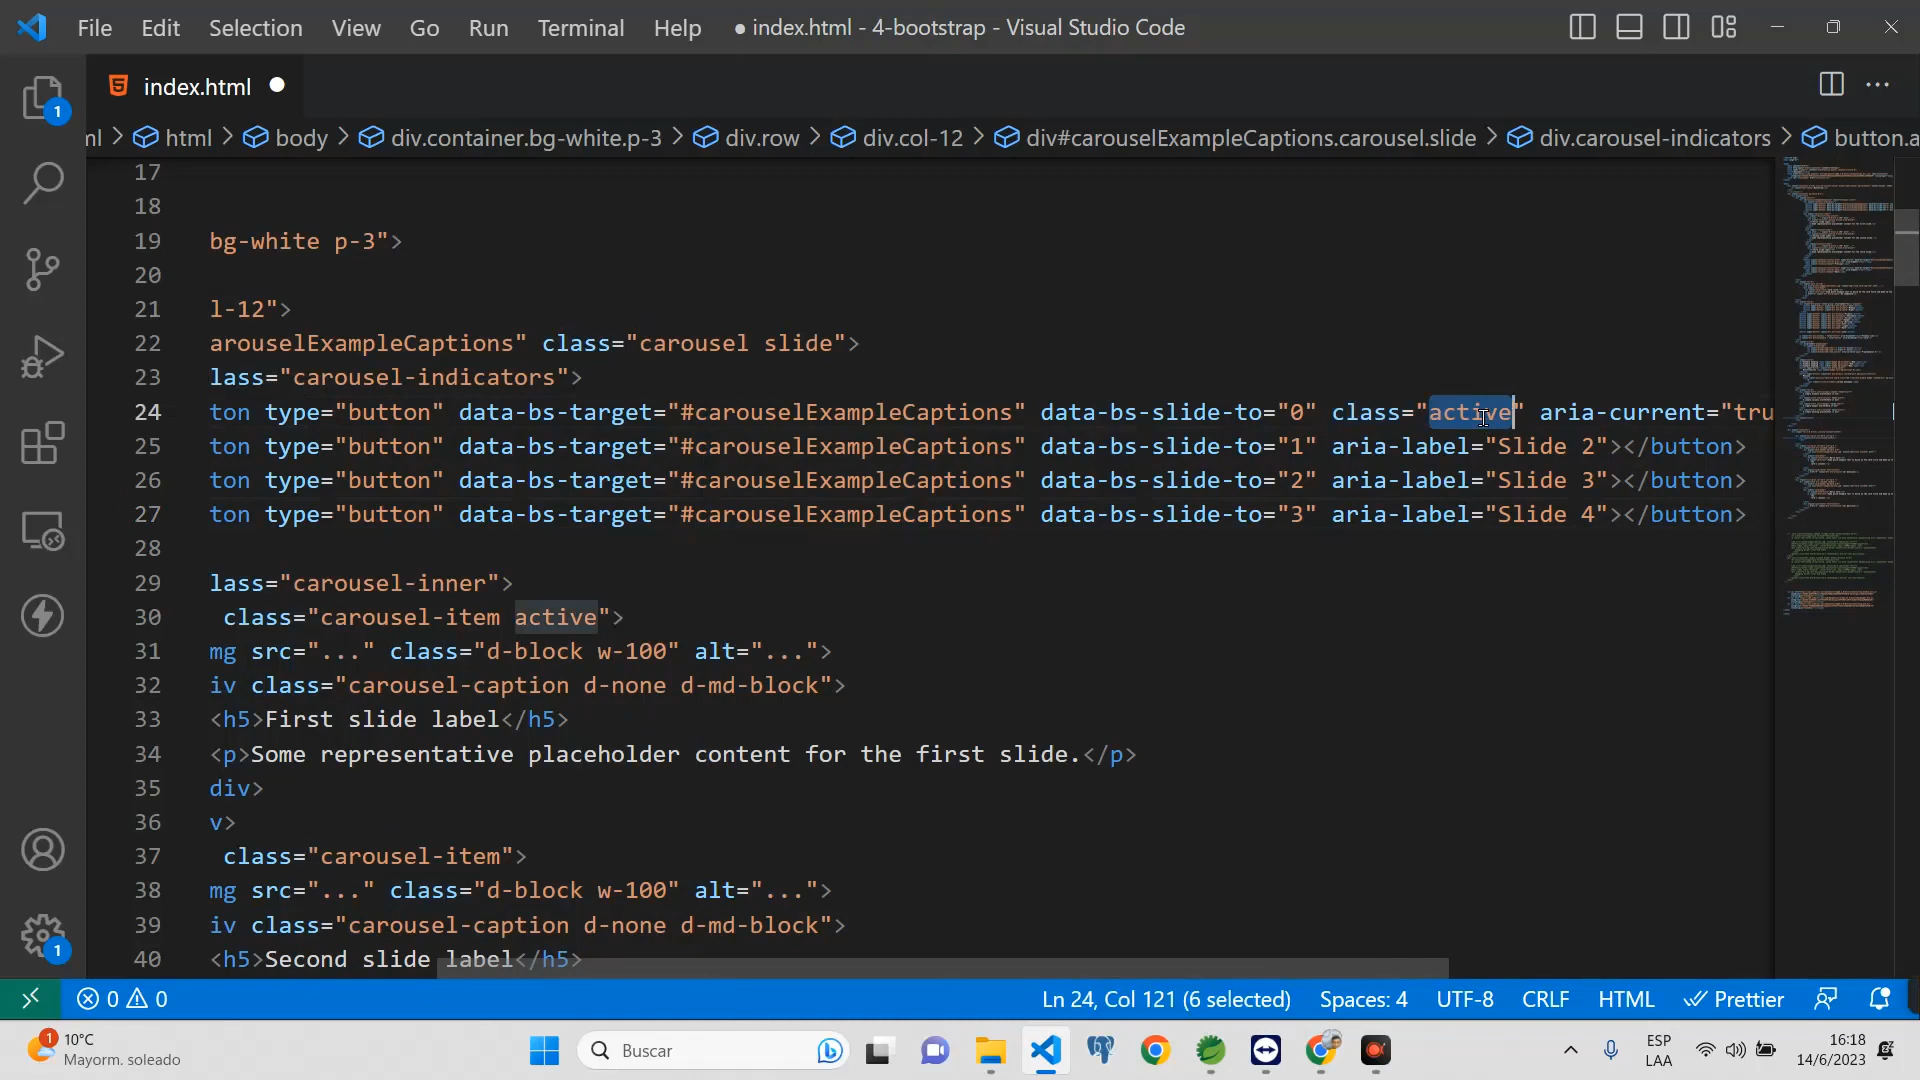 File Edit Selection View Go Run Terminal Help ● index.html - 4-bootstrap - Visual Studio Code
index.html
1
ml > html > body > div.container.bg-white.p-3 > div.row > div.col-12 > div#carouselExampleCaptions.carousel.slide > div.carousel-indicators > button.a
17
18
19 bg-white p-3">
20
21 l-12">
22 arouselExampleCaptions" class="carousel slide">
23 lass="carousel-indicators">
24 ton type="button" data-bs-target="#carouselExampleCaptions" data-bs-slide-to="0" class="active" aria-current="tru
25 ton type="button" data-bs-target="#carouselExampleCaptions" data-bs-slide-to="1" aria-label="Slide 2"></button>
26 ton type="button" data-bs-target="#carouselExampleCaptions" data-bs-slide-to="2" aria-label="Slide 3"></button>
27 ton type="button" data-bs-target="#carouselExampleCaptions" data-bs-slide-to="3" aria-label="Slide 4"></button>
28
29 lass="carousel-inner">
30 class="carousel-item active">
31 mg src="..." class="d-block w-100" alt="...">
32 iv class="carousel-caption d-none d-md-block">
33 <h5>First slide label</h5>
34 <p>Some representative placeholder content for the first slide.</p>
35 div>
36 v>
37 class="carousel-item">
38 mg src="..." class="d-block w-100" alt="...">
39 iv class="carousel-caption d-none d-md-block">
40 <h5>Second slide label</h5>
1
0 0 Ln 24, Col 121 (6 selected) Spaces: 4 UTF-8 CRLF HTML Prettier
1 10°C
Mayorm. soleado
Buscar
ESP
LAA
16:18
14/6/2023